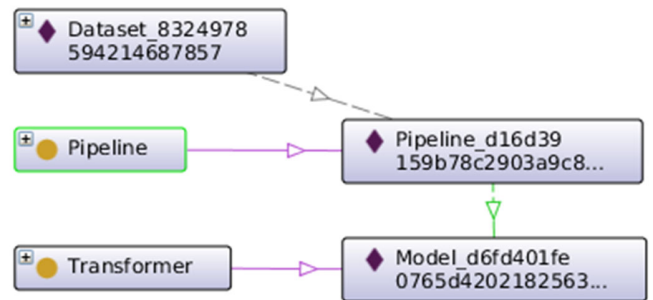 Dataset_8324978
594214687857
Pipeline
Pipeline_d16d39
159b78c2903a9c8...
Transformer
Model_d6fd401fe
0765d4202182563...